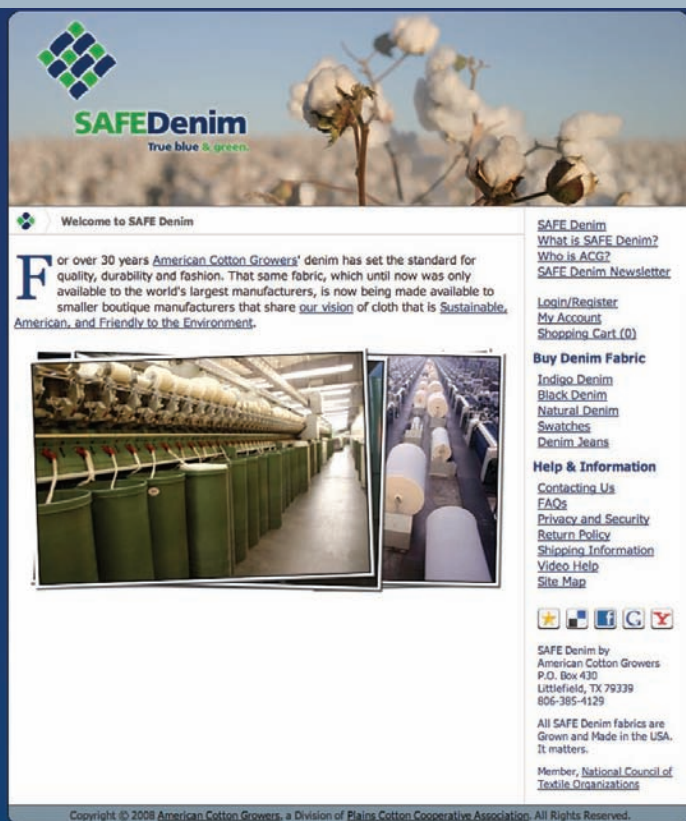 SAFEDenim
True blue & green.
Welcome to SAFE Denim
For over 30 years American Cotton Growers' denim has set the standard for
quality, durability and fashion. That same fabric, which until now was only
available to the world's largest manufacturers, is now being made available to
smaller boutique manufacturers that share our vision of cloth that is Sustainable,
American, and Friendly to the Environment.
SAFE Denim
What is SAFE Denim?
Who is ACG?
SAFE Denim Newsletter
Login/Register
My Account
Shopping Cart (0)
Buy Denim Fabric
Indigo Denim
Black Denim
Natural Denim
Swatches
Denim Jeans
Help & Information
Contacting Us
FAQs
Privacy and Security
Return Policy
Shipping Information
Video Help
Site Map
f G Y
SAFE Denim by
American Cotton Growers
P.O. Box 430
Littlefield, TX 79339
806-385-4129
All SAFE Denim fabrics are
Grown and Made in the USA.
It matters.
Member, National Council of
Textile Organizations
Copyright © 2008 American Cotton Growers, a Division of Plains Cotton Cooperative Association. All Rights Reserved.